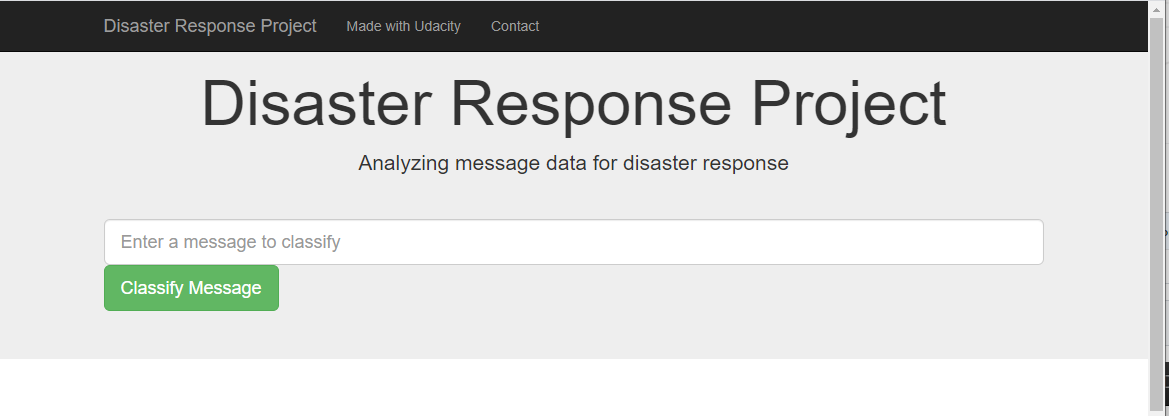 Disaster Response Project Made with Udacity Contact
Disaster Response Project
Analyzing message data for disaster response
Enter a message to classify
Classify Message